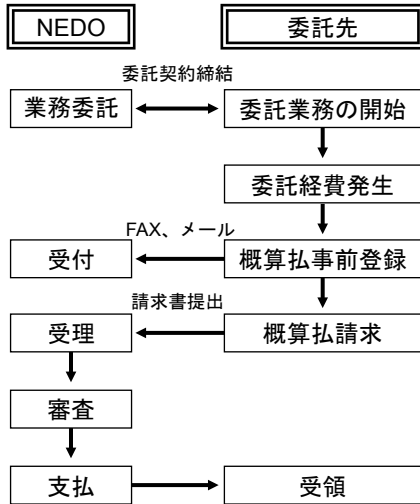 NEDO
委託先
委託契約締結
業務委託
委託業務の開始
委託経費発生
FAX、メール
受付
概算払事前登録
請求書提出
受理
概算払請求
審査
支払
受領